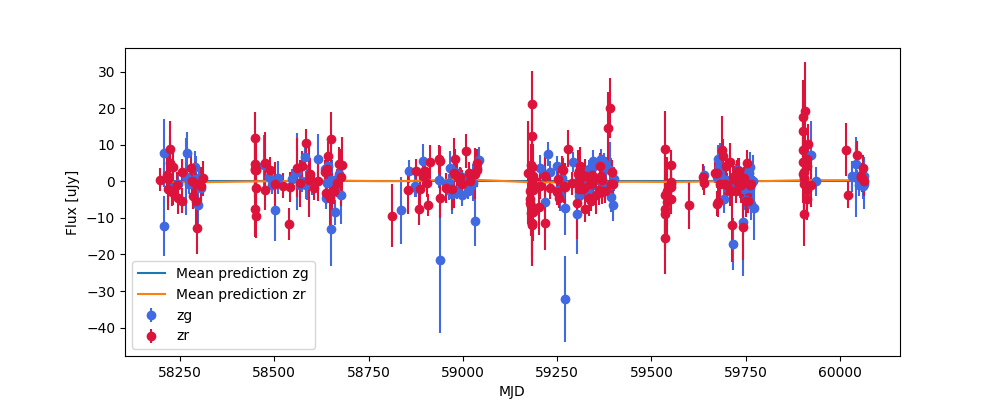 30
20
10
0
−10
−20
−30
−40
Flux [uJy]
Mean prediction zg
Mean prediction zr
zg
zr
58250 58500 58750 59000 59250 59500 59750 60000
MJD